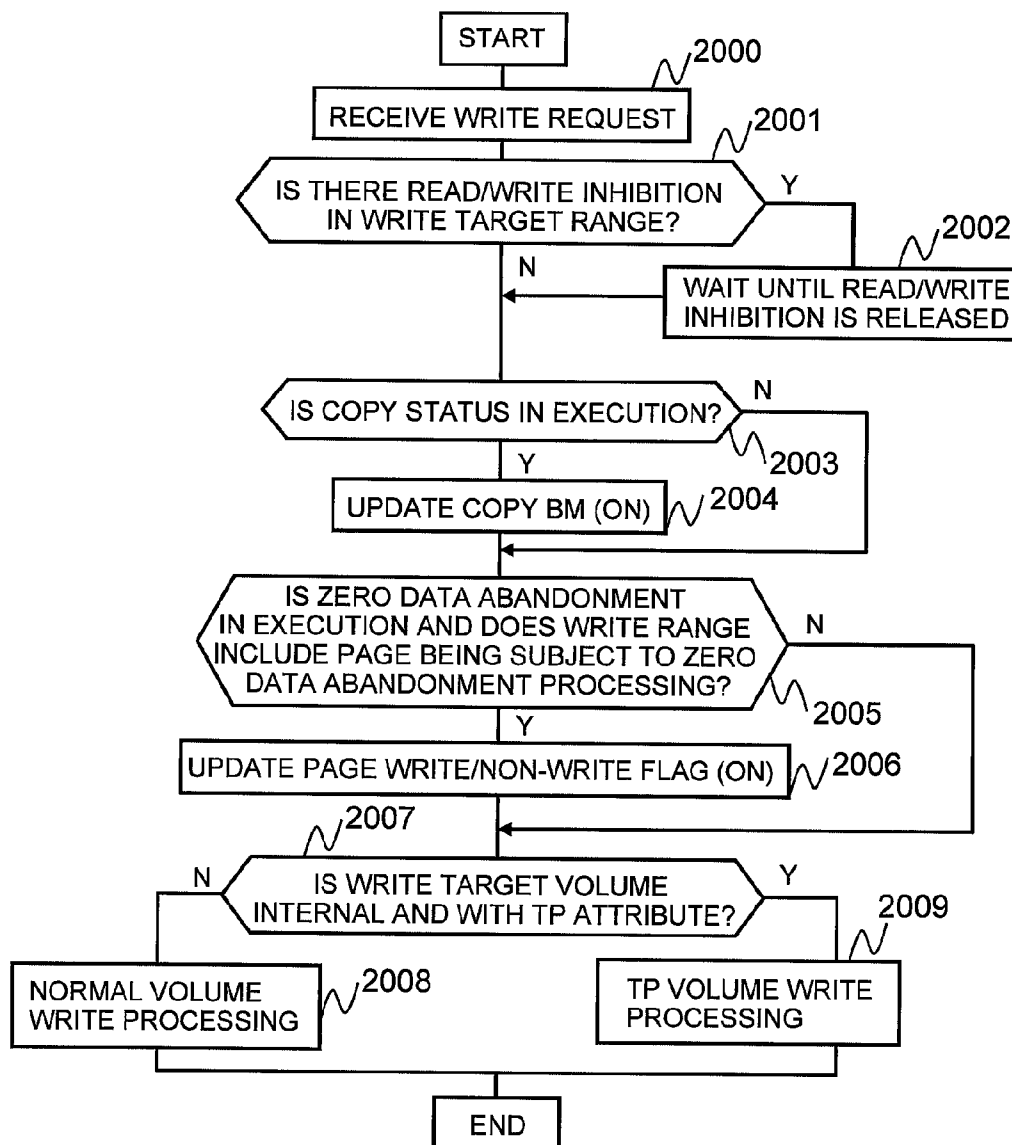 START
2000
RECEIVE WRITE REQUEST
2001
IS THERE READ/WRITE INHIBITION
IN WRITE TARGET RANGE?
Y
N
2002
WAIT UNTIL READ/WRITE
INHIBITION IS RELEASED
IS COPY STATUS IN EXECUTION?
N
2003
Y
UPDATE COPY BM (ON)
2004
IS ZERO DATA ABANDONMENT
IN EXECUTION AND DOES WRITE RANGE
INCLUDE PAGE BEING SUBJECT TO ZERO
DATA ABANDONMENT PROCESSING?
N
2005
Y
UPDATE PAGE WRITE/NON-WRITE FLAG (ON)
2006
2007
N
IS WRITE TARGET VOLUME
INTERNAL AND WITH TP ATTRIBUTE?
Y
NORMAL VOLUME
WRITE PROCESSING
2008
2009
TP VOLUME WRITE
PROCESSING
END